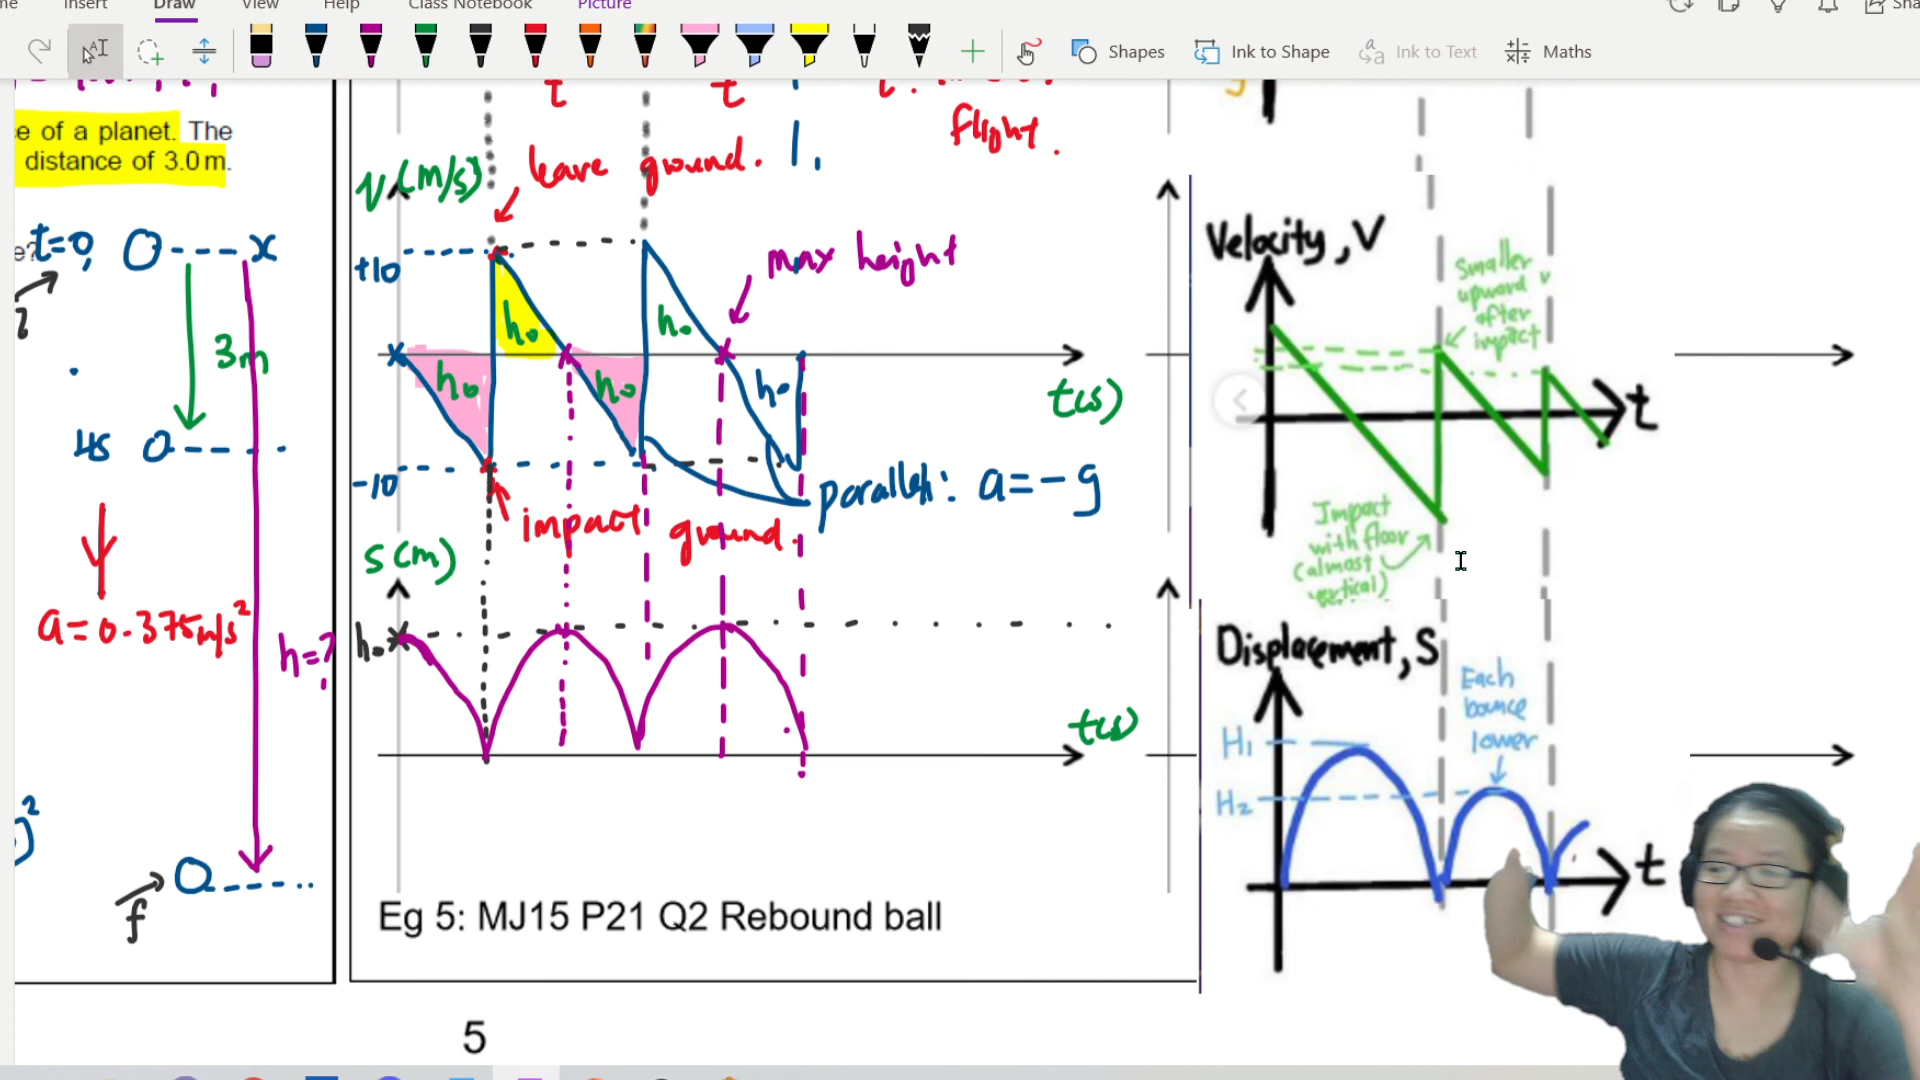 Insert Draw View Help Class Notebook Picture
Shapes
Ink to Shape
Ink to Text
Maths
e of a planet. The
distance of 3.0 m.
t=0,
x
3m
4s
a = 0.375 m/s²
h=?
f
t
t
flight.
leave ground.
v (m/s)
+10
-10
h₀
h₀
h₀
h₀
h₀
max height
t(s)
parallel: a = -g
impact ground.
s (m)
h₀
t(s)
Eg 5: MJ15 P21 Q2 Rebound ball
5
Velocity, V
Smaller
upward v
after
impact
t
Impact
with floor
(almost
vertical)
Displacement, S
Each
bounce
lower
H₁
H₂
t